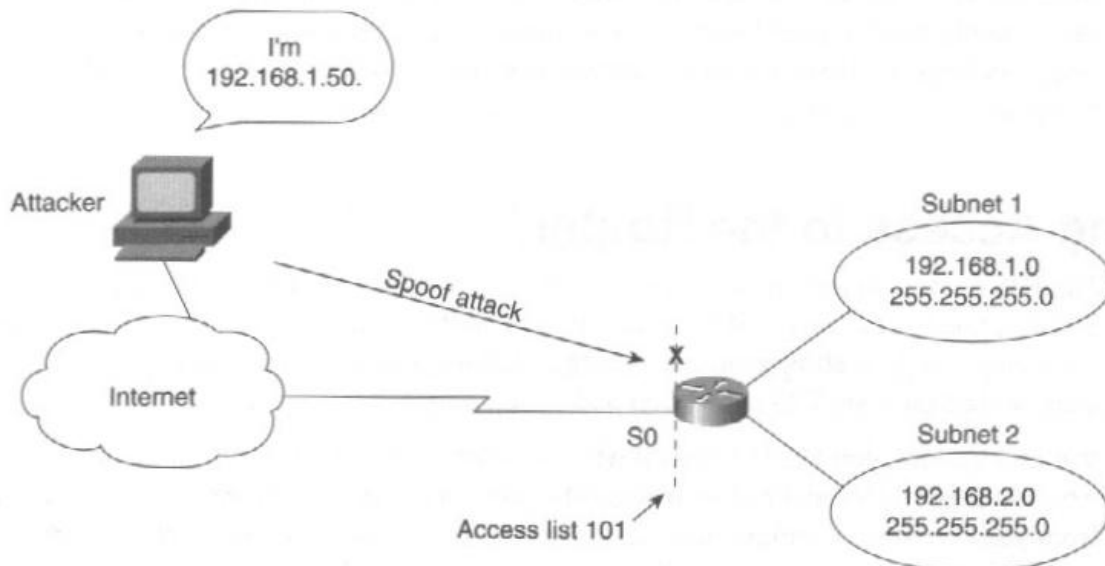 I'm
192.168.1.50.
Attacker
Spoof attack
Subnet 1
192.168.1.0
255.255.255.0
Internet
S0
Subnet 2
192.168.2.0
255.255.255.0
Access list 101